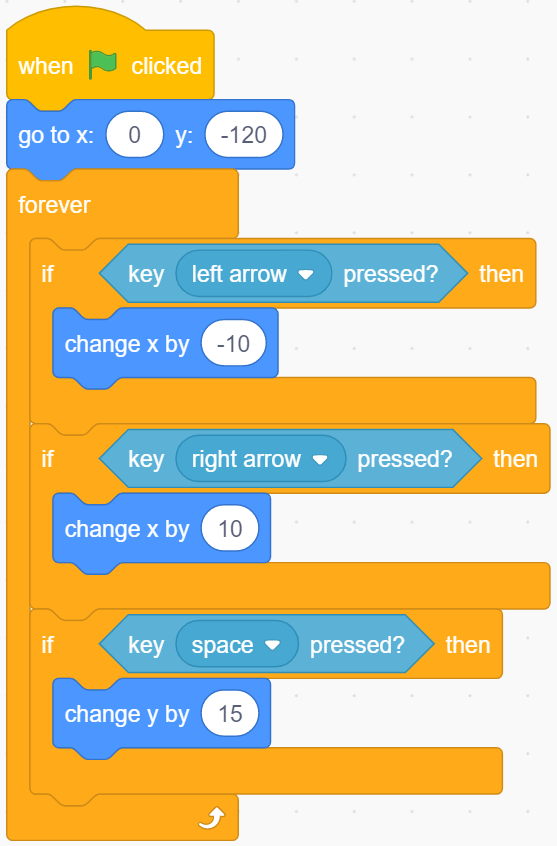 when clicked
go to x: 0 y: -120
forever
if key left arrow pressed? then
change x by -10
if key right arrow pressed? then
change x by 10
if key space pressed? then
change y by 15